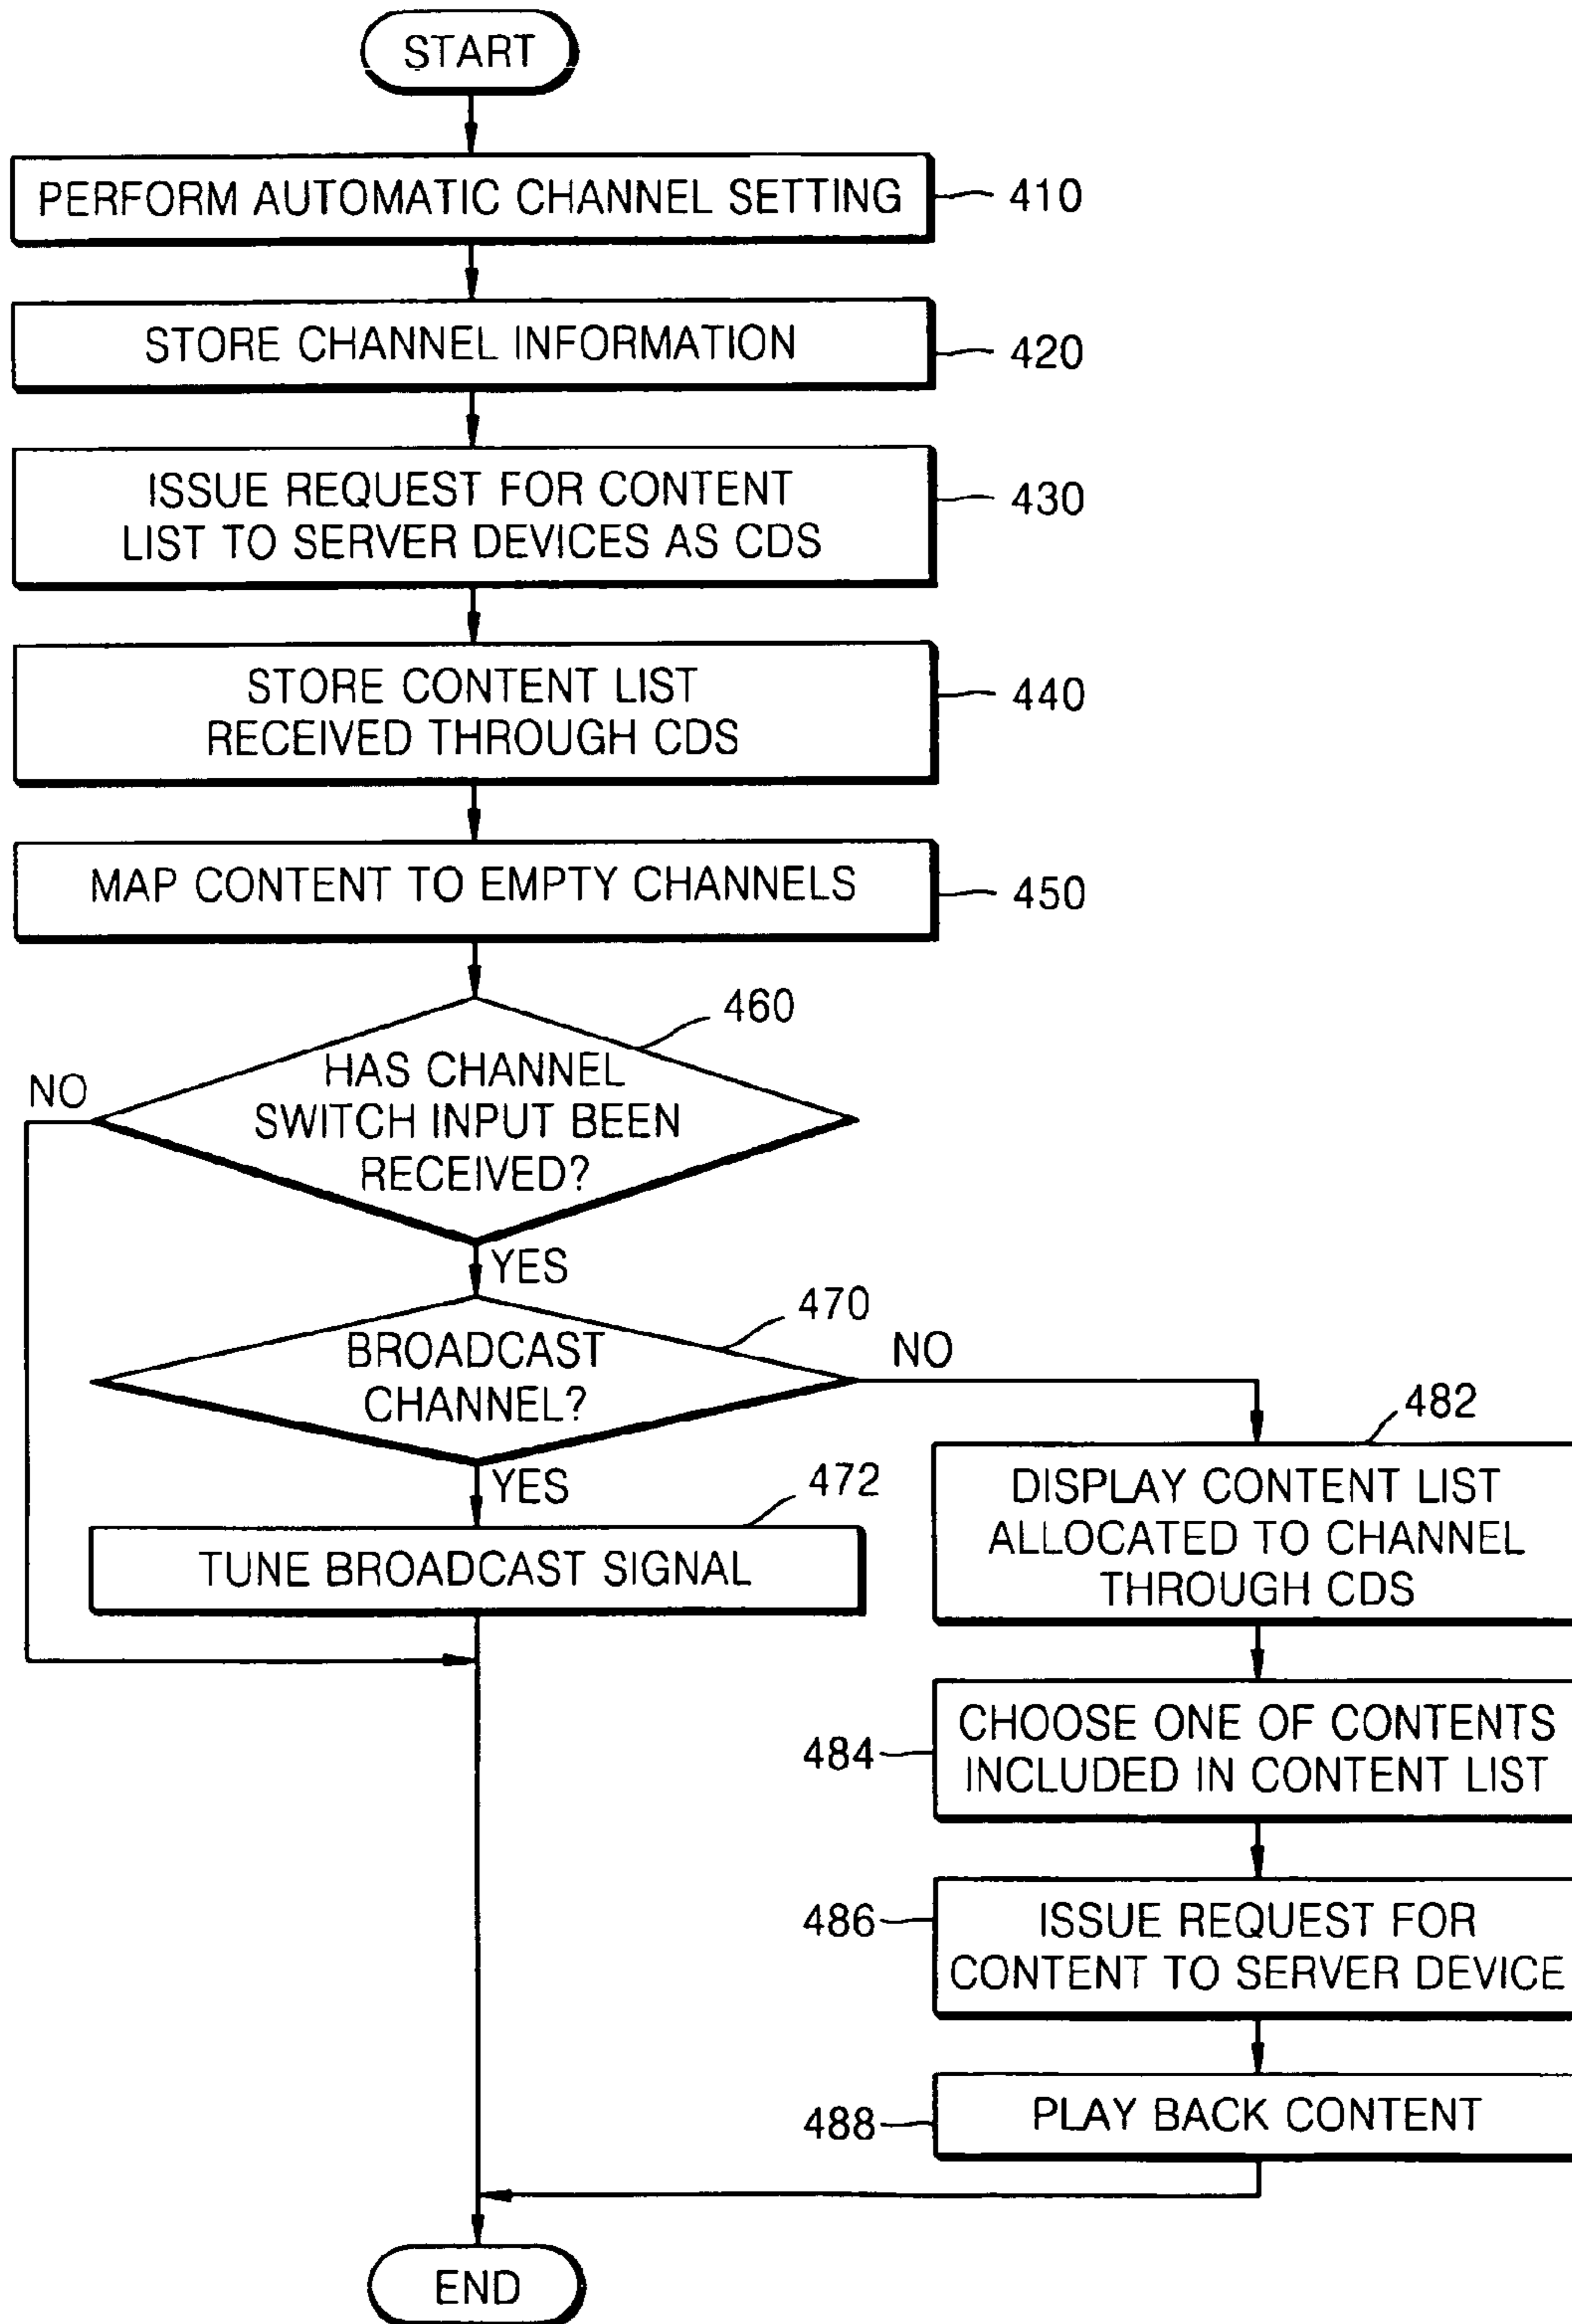 START
PERFORM AUTOMATIC CHANNEL SETTING
410
STORE CHANNEL INFORMATION
420
ISSUE REQUEST FOR CONTENT
LIST TO SERVER DEVICES AS CDS
430
STORE CONTENT LIST
RECEIVED THROUGH CDS
440
MAP CONTENT TO EMPTY CHANNELS
450
460
HAS CHANNEL
SWITCH INPUT BEEN
RECEIVED?
NO
YES
470
BROADCAST
CHANNEL?
NO
YES
472
TUNE BROADCAST SIGNAL
482
DISPLAY CONTENT LIST
ALLOCATED TO CHANNEL
THROUGH CDS
484
CHOOSE ONE OF CONTENTS
INCLUDED IN CONTENT LIST
486
ISSUE REQUEST FOR
CONTENT TO SERVER DEVICE
488
PLAY BACK CONTENT
END